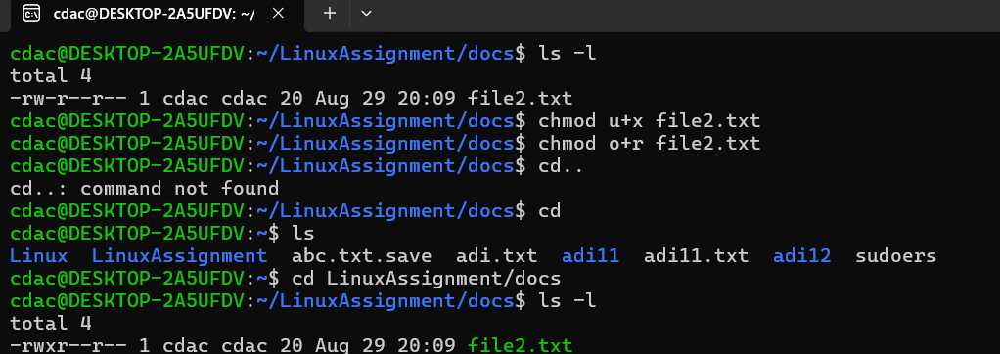 cdac@DESKTOP-2A5UFDV: ~/
cdac@DESKTOP-2A5UFDV:~/LinuxAssignment/docs$ ls -l
total 4
-rw-r--r-- 1 cdac cdac 20 Aug 29 20:09 file2.txt
cdac@DESKTOP-2A5UFDV:~/LinuxAssignment/docs$ chmod u+x file2.txt
cdac@DESKTOP-2A5UFDV:~/LinuxAssignment/docs$ chmod o+r file2.txt
cdac@DESKTOP-2A5UFDV:~/LinuxAssignment/docs$ cd..
cd..: command not found
cdac@DESKTOP-2A5UFDV:~/LinuxAssignment/docs$ cd
cdac@DESKTOP-2A5UFDV:~$ ls
Linux  LinuxAssignment  abc.txt.save  adi.txt  adi11  adi11.txt  adi12  sudoers
cdac@DESKTOP-2A5UFDV:~$ cd LinuxAssignment/docs
cdac@DESKTOP-2A5UFDV:~/LinuxAssignment/docs$ ls -l
total 4
-rwxr--r-- 1 cdac cdac 20 Aug 29 20:09 file2.txt